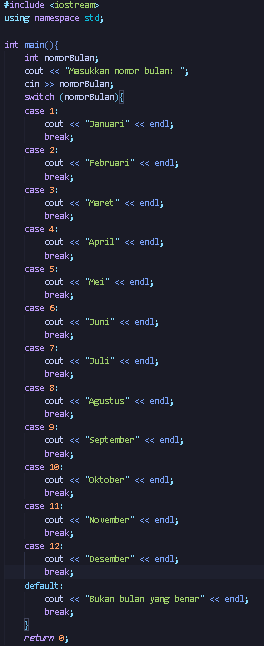 #include <iostream>
using namespace std;
int main(){
    int nomorBulan;
    cout << "Masukkan nomor bulan: ";
    cin >> nomorBulan;
    switch (nomorBulan){
    case 1:
        cout << "Januari" << endl;
        break;
    case 2:
        cout << "Februari" << endl;
        break;
    case 3:
        cout << "Maret" << endl;
        break;
    case 4:
        cout << "April" << endl;
        break;
    case 5:
        cout << "Mei" << endl;
        break;
    case 6:
        cout << "Juni" << endl;
        break;
    case 7:
        cout << "Juli" << endl;
        break;
    case 8:
        cout << "Agustus" << endl;
        break;
    case 9:
        cout << "September" << endl;
        break;
    case 10:
        cout << "Oktober" << endl;
        break;
    case 11:
        cout << "November" << endl;
        break;
    case 12:
        cout << "Desember" << endl;
        break;
    default:
        cout << "Bukan bulan yang benar" << endl;
        break;
    }
    return 0;